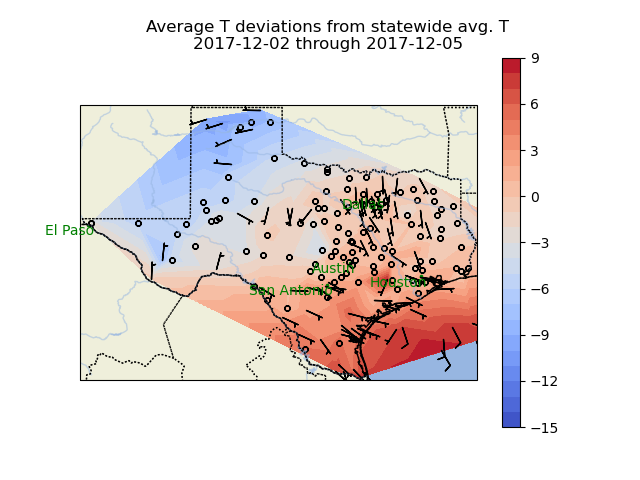 Average T deviations from statewide avg. T
2017-12-02 through 2017-12-05
9
6
3
0
−3
−6
−9
−12
−15
Dallas
El Paso
Austin
Houston
San Antonio